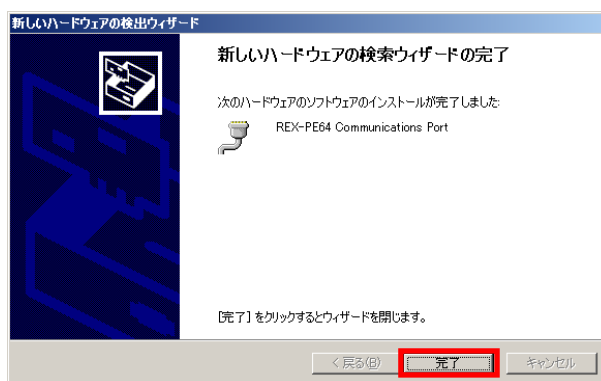 新しいハードウェアの検出ウィザード
新しいハードウェアの検索ウィザードの完了
次のハードウェアのソフトウェアのインストールが完了しました:
REX-PE64 Communications Port
[完了] をクリックするとウィザードを閉じます。
< 戻る(B)
完了
キャンセル